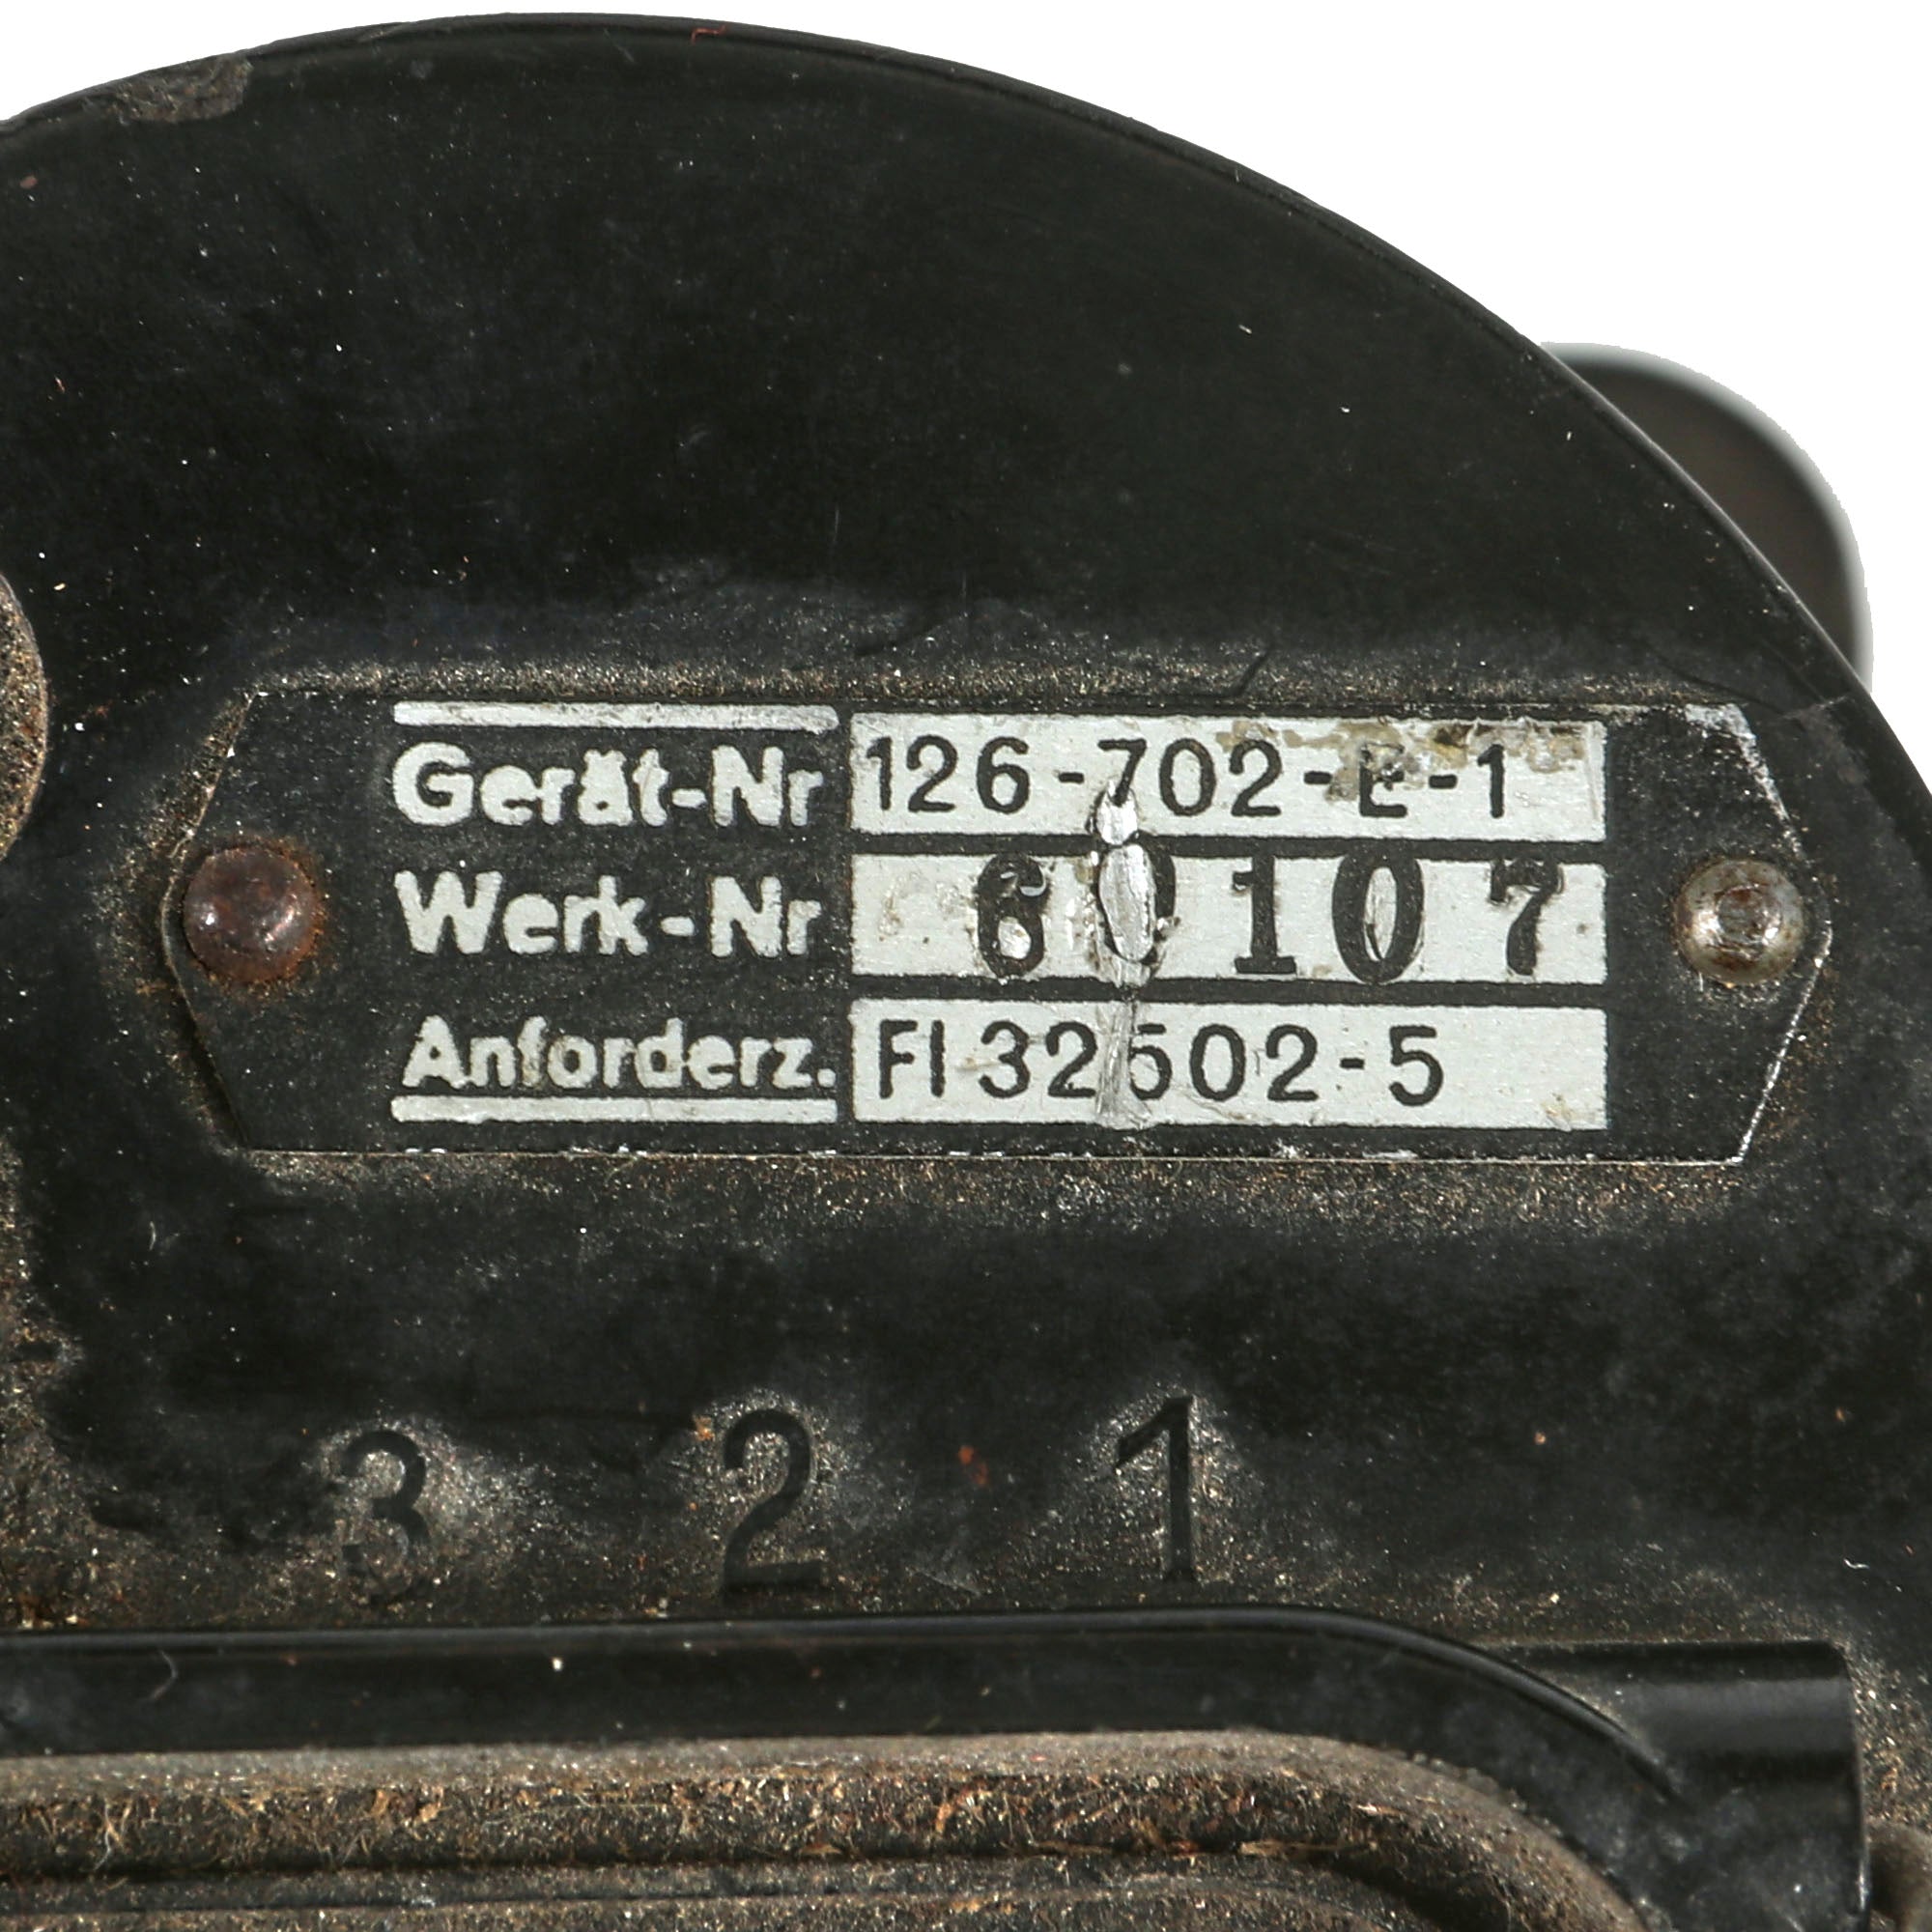 Gerät-Nr 126-702-E-1
Werk-Nr 60107
Anforderz. Fl 32502-5
3 2 1